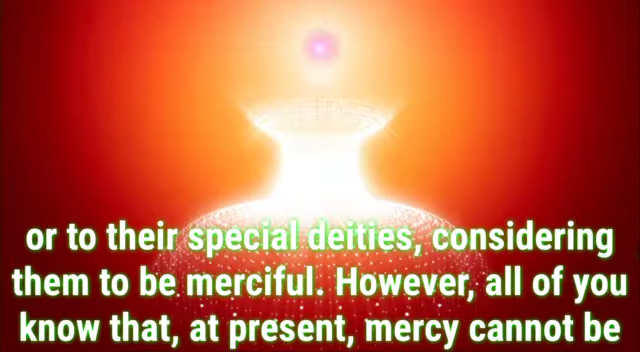 or to their special deities, considering
them to be merciful. However, all of you
know that, at present, mercy cannot be